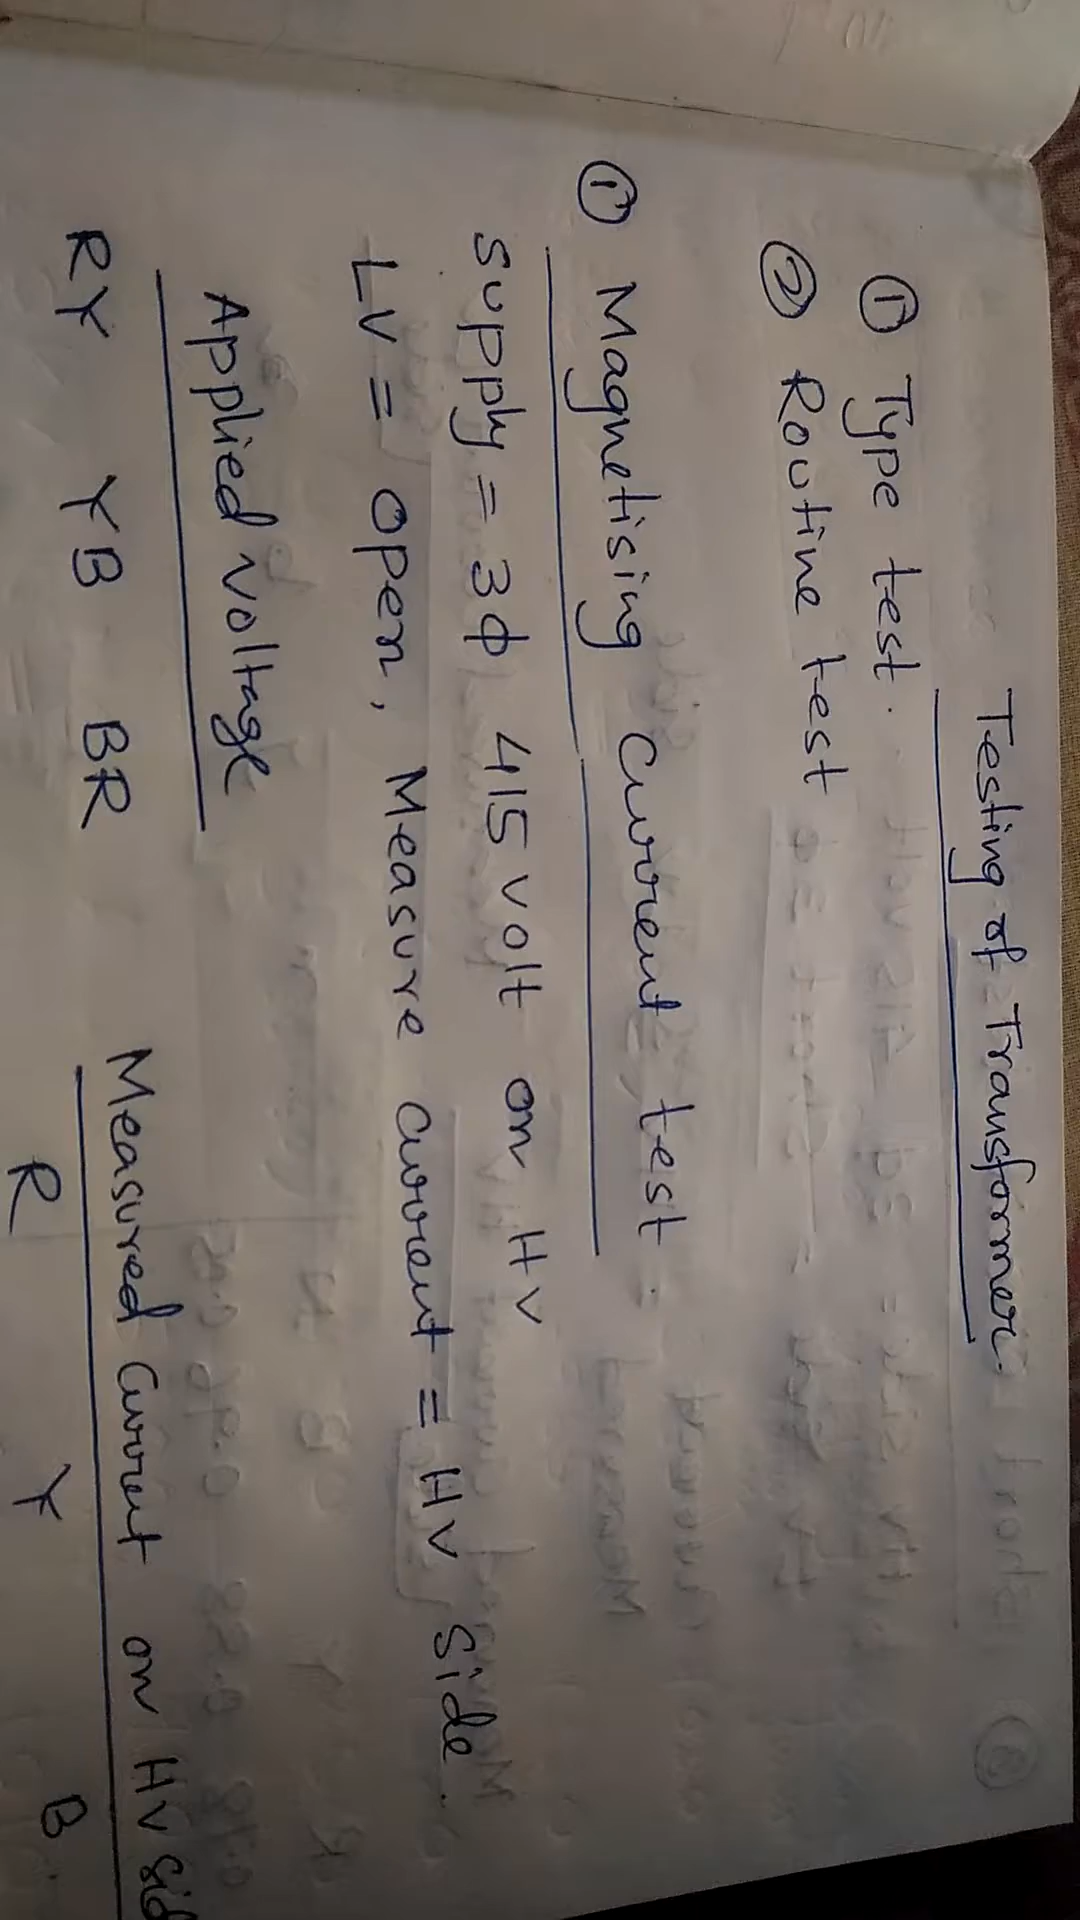 Testing of Transformer.
① Type test.
② Routine test
① Magnetising Current test
Supply = 3Φ 415 volt on HV
LV = open, Measure Current = HV side.
Applied voltage
Measured Current on HV Sid
RY YB BR
R Y B